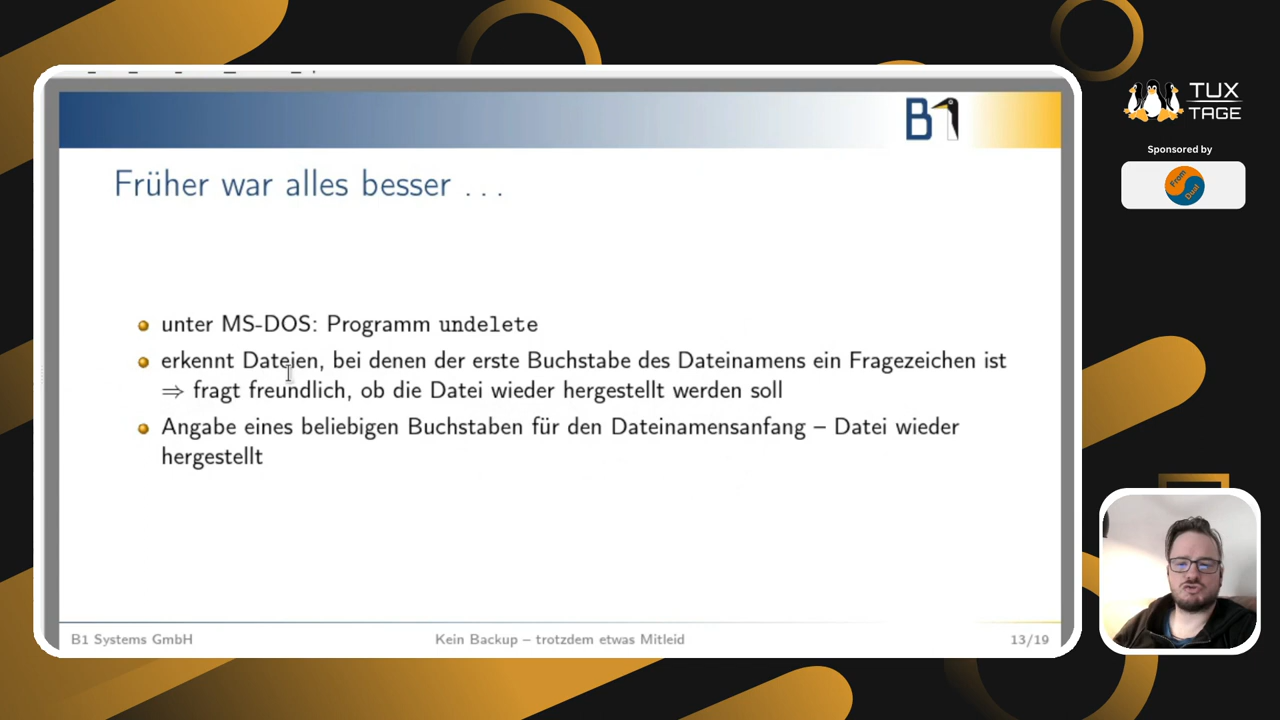 B1
TUX
TAGE
Sponsored by
From
Dual
Früher war alles besser . . .
unter MS-DOS: Programm undelete
erkennt Dateien, bei denen der erste Buchstabe des Dateinamens ein Fragezeichen ist
⇒ fragt freundlich, ob die Datei wieder hergestellt werden soll
Angabe eines beliebigen Buchstaben für den Dateinamensanfang – Datei wieder
hergestellt
B1 Systems GmbH
Kein Backup – trotzdem etwas Mitleid
13/19